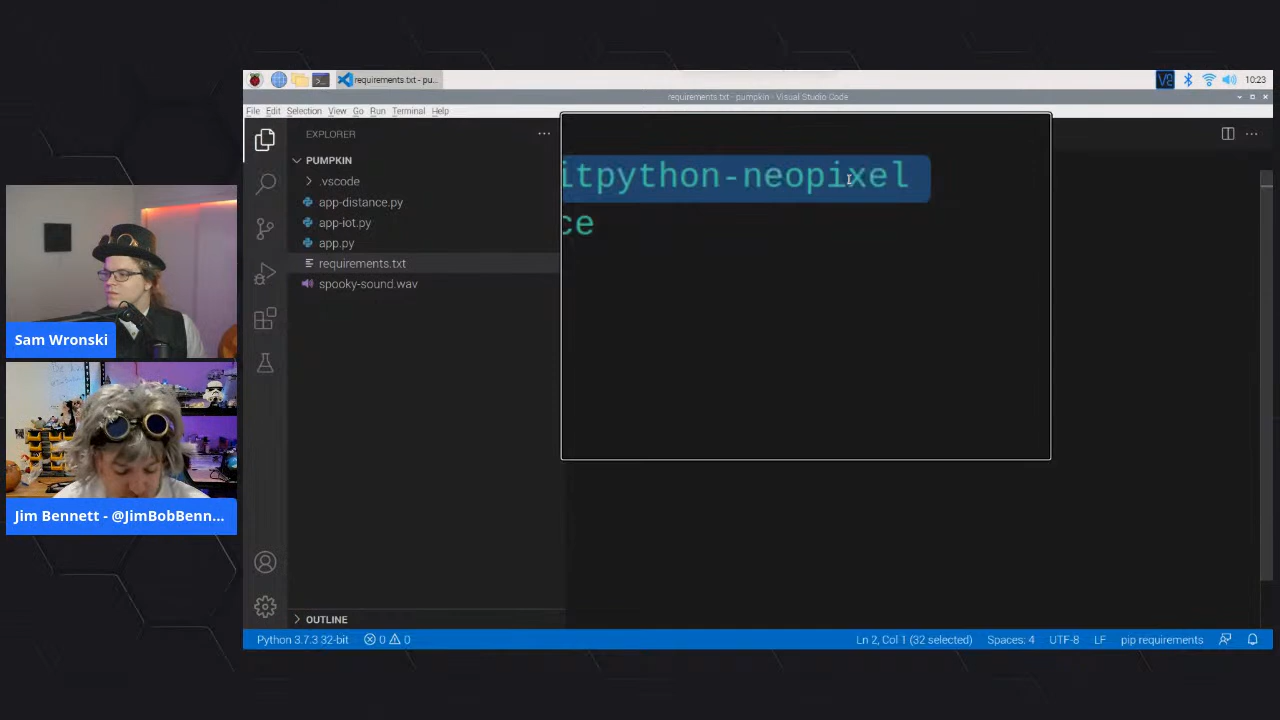 requirements.txt - pu...
10:23
requirements.txt - pumpkin - Visual Studio Code
File Edit Selection View Go Run Terminal Help
EXPLORER
PUMPKIN
.vscode
app-distance.py
app-iot.py
app.py
requirements.txt
spooky-sound.wav
itpython-neopixel
ce
Sam Wronski
Jim Bennett - @JimBobBenn...
OUTLINE
Python 3.7.3 32-bit 0 0 Ln 2, Col 1 (32 selected) Spaces: 4 UTF-8 LF pip requirements